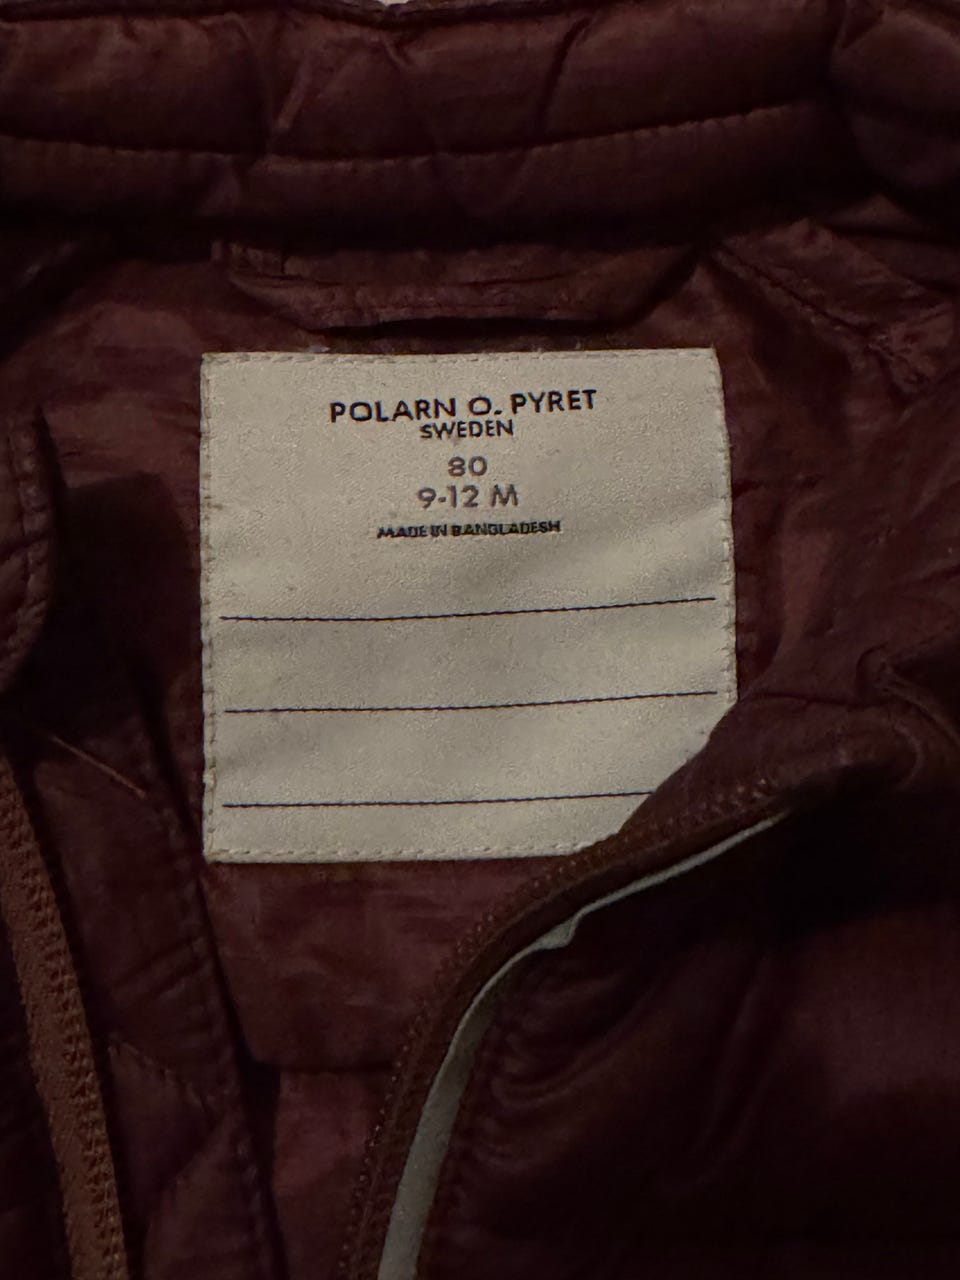 POLARN O. PYRET
SWEDEN
80
9-12 M
MADE IN BANGLADESH